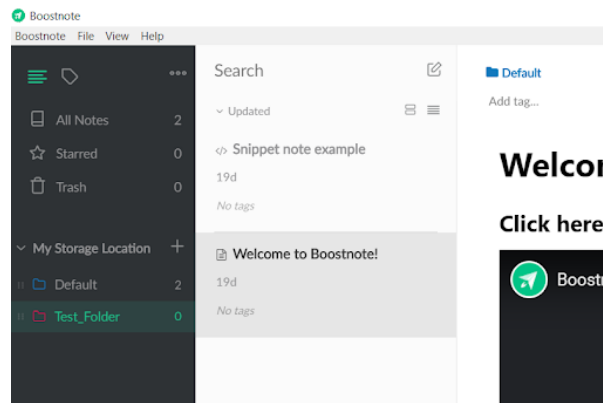 Boostnote
Boostnote File View Help
All Notes 2
Starred 0
Trash 0
My Storage Location
Default 2
Test_Folder 0
Search
Updated
Snippet note example
19d
No tags
Welcome to Boostnote!
19d
No tags
Default
Add tag...
Click here